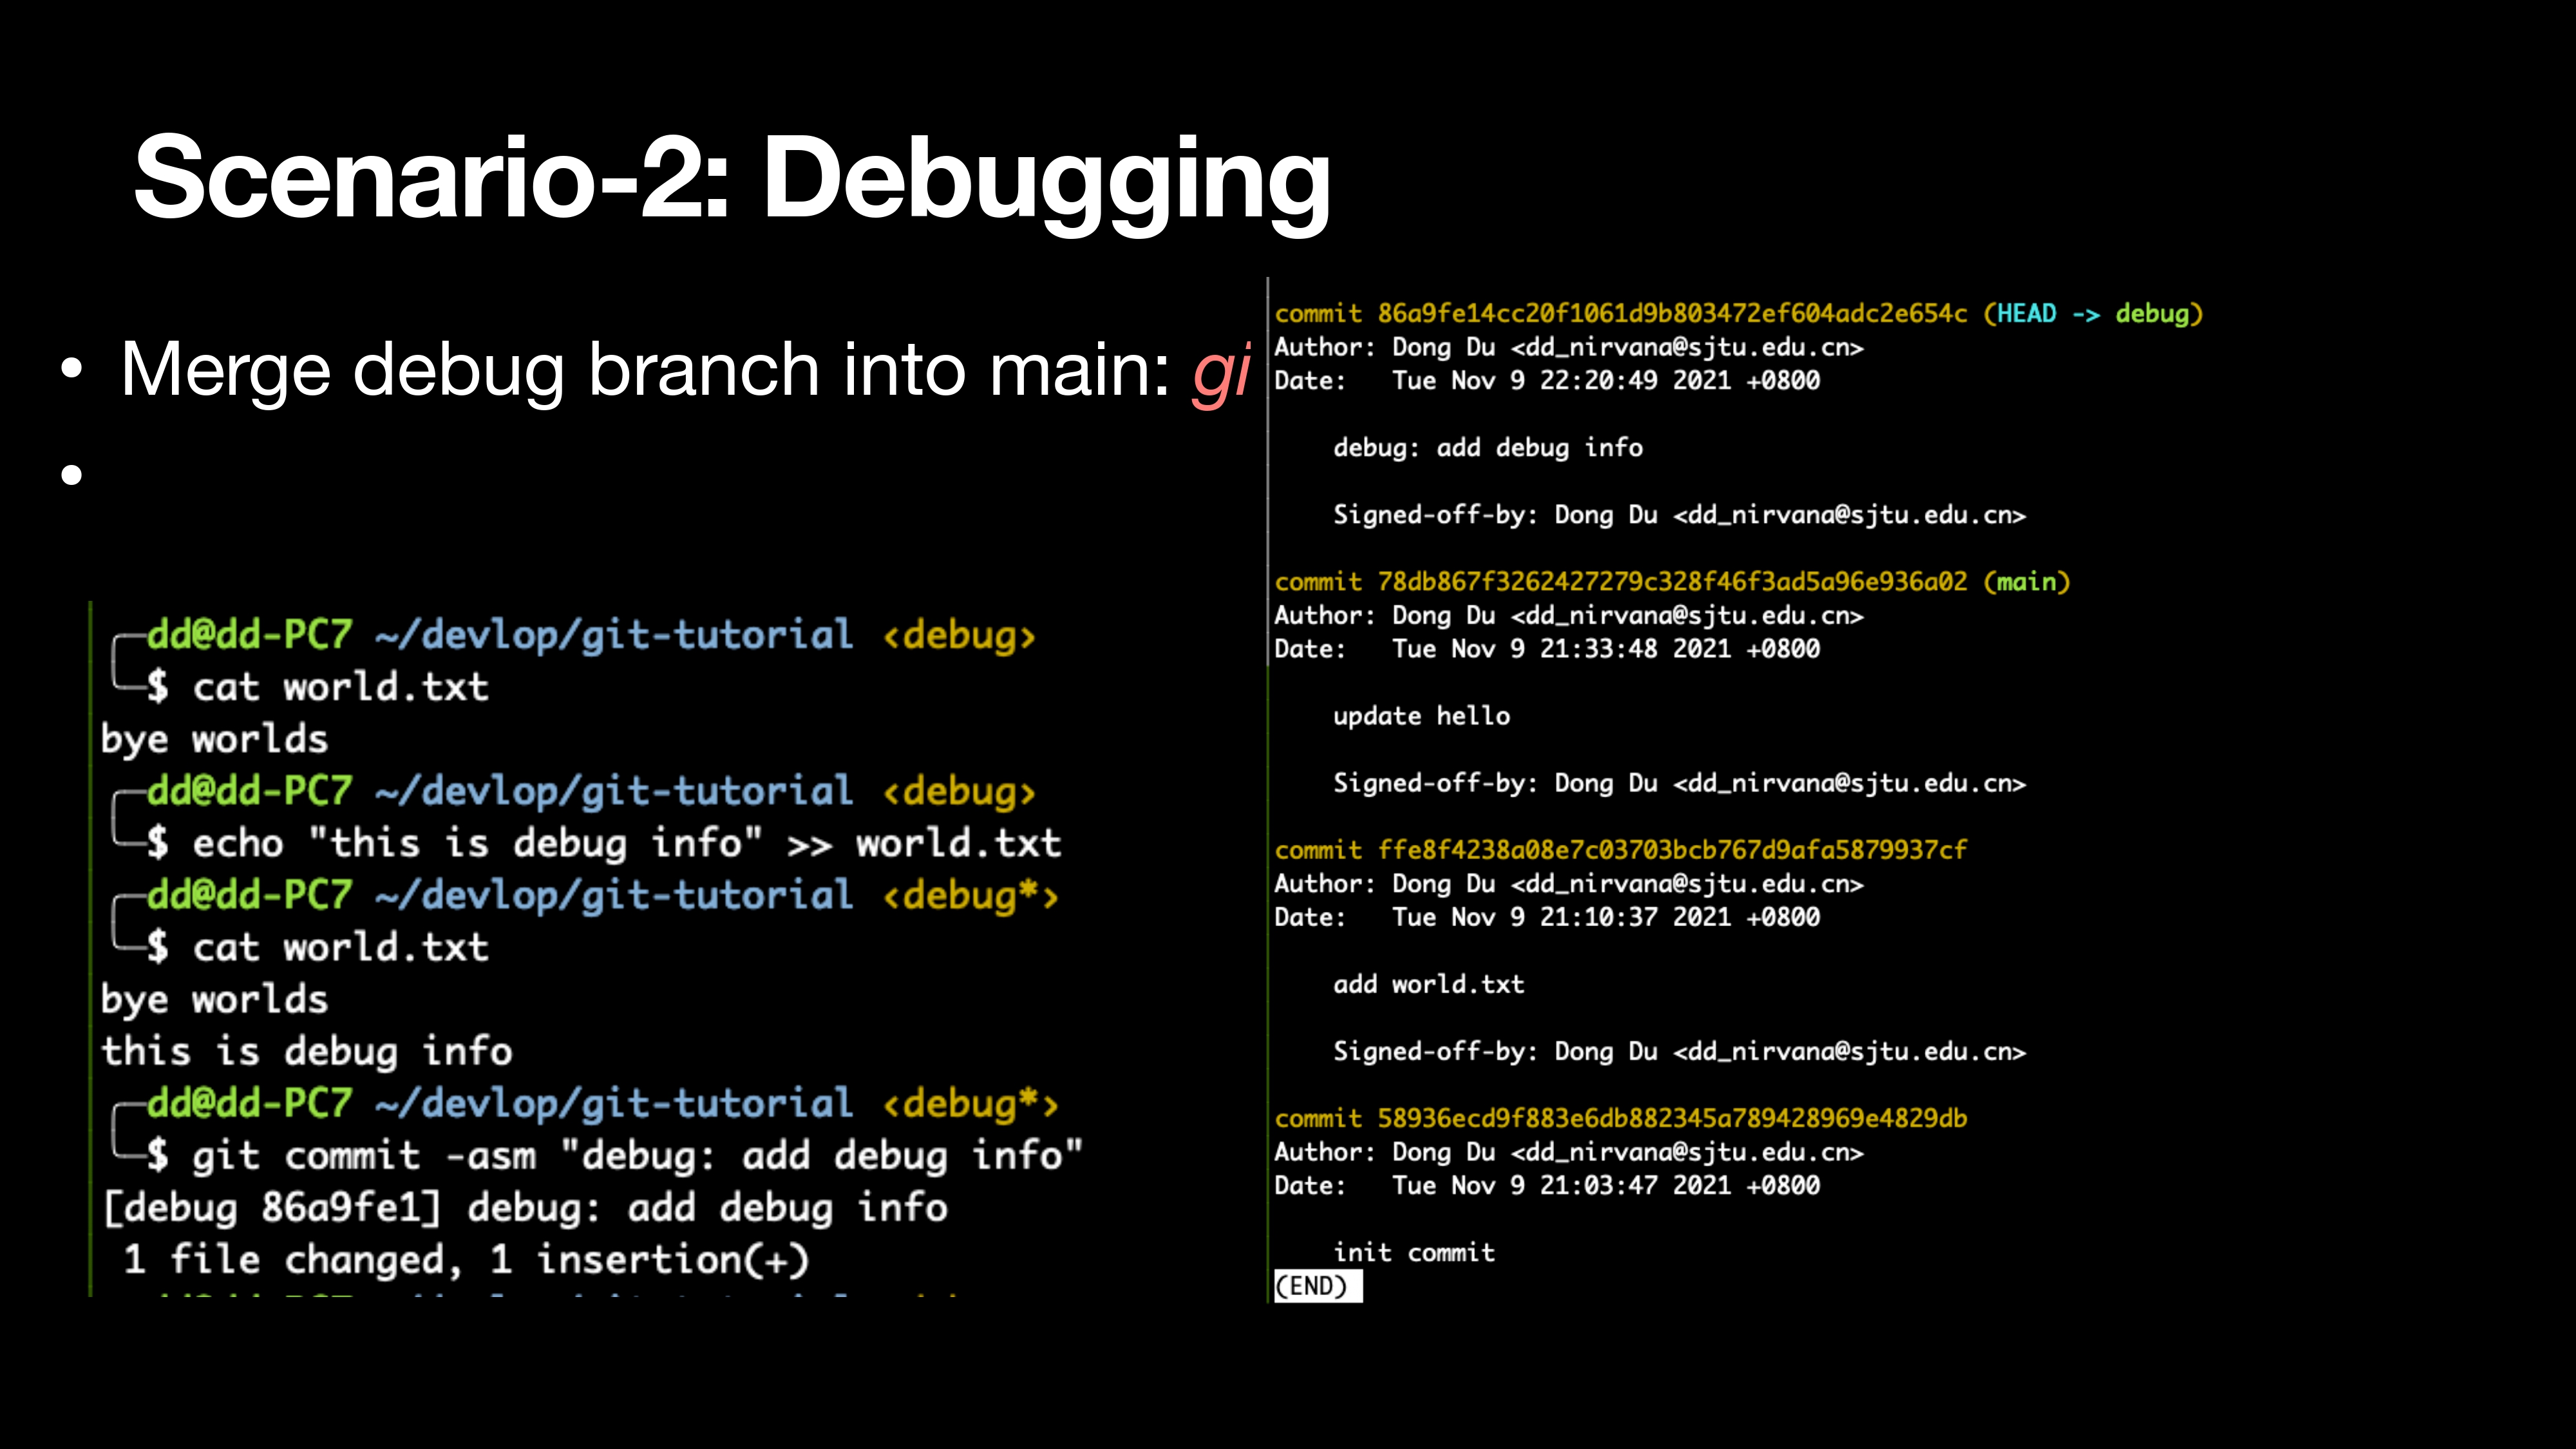 Scenario-2: Debugging
• Merge debug branch into main: gi
•
dd@dd-PC7 ~/devlop/git-tutorial <debug>
$ cat world.txt
bye worlds
dd@dd-PC7 ~/devlop/git-tutorial <debug>
$ echo "this is debug info" >> world.txt
dd@dd-PC7 ~/devlop/git-tutorial <debug*>
$ cat world.txt
bye worlds
this is debug info
dd@dd-PC7 ~/devlop/git-tutorial <debug*>
$ git commit -asm "debug: add debug info"
[debug 86a9fe1] debug: add debug info
1 file changed, 1 insertion(+)
commit 86a9fe14cc20f1061d9b803472ef604adc2e654c (HEAD -> debug)
Author: Dong Du <dd_nirvana@sjtu.edu.cn>
Date:   Tue Nov 9 22:20:49 2021 +0800
debug: add debug info
Signed-off-by: Dong Du <dd_nirvana@sjtu.edu.cn>
commit 78db867f3262427279c328f46f3ad5a96e936a02 (main)
Author: Dong Du <dd_nirvana@sjtu.edu.cn>
Date:   Tue Nov 9 21:33:48 2021 +0800
update hello
Signed-off-by: Dong Du <dd_nirvana@sjtu.edu.cn>
commit ffe8f4238a08e7c03703bcb767d9afa5879937cf
Author: Dong Du <dd_nirvana@sjtu.edu.cn>
Date:   Tue Nov 9 21:10:37 2021 +0800
add world.txt
Signed-off-by: Dong Du <dd_nirvana@sjtu.edu.cn>
commit 58936ecd9f883e6db882345a789428969e4829db
Author: Dong Du <dd_nirvana@sjtu.edu.cn>
Date:   Tue Nov 9 21:03:47 2021 +0800
init commit
(END)